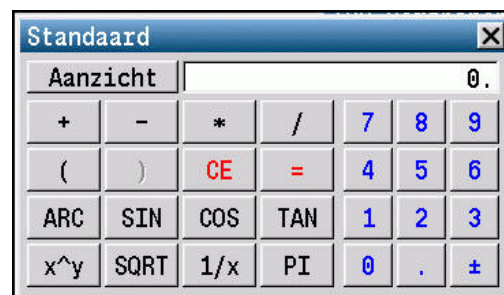 Standaard
Aanzicht 0.
+ - * / 7 8 9
( ) CE = 4 5 6
ARC SIN COS TAN 1 2 3
x^y SQRT 1/x PI 0 . ±